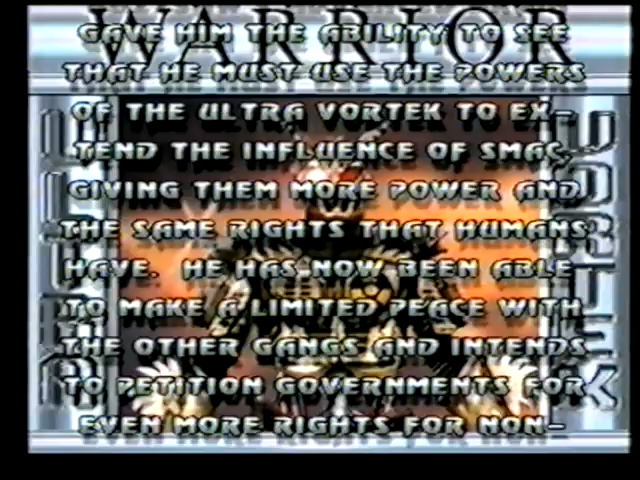 WARRIOR
GAVE HIM THE ABILITY TO SEE
THAT HE MUST USE THE POWERS
OF THE ULTRA VORTEK TO EX-
TEND THE INFLUENCE OF SMAC,
GIVING THEM MORE POWER AND
THE SAME RIGHTS THAT HUMANS
HAVE. HE HAS NOW BEEN ABLE
TO MAKE A LIMITED PEACE WITH
THE OTHER GANGS AND INTENDS
TO PETITION GOVERNMENTS FOR
EVEN MORE RIGHTS FOR NON-
ULTRA
VORTEK